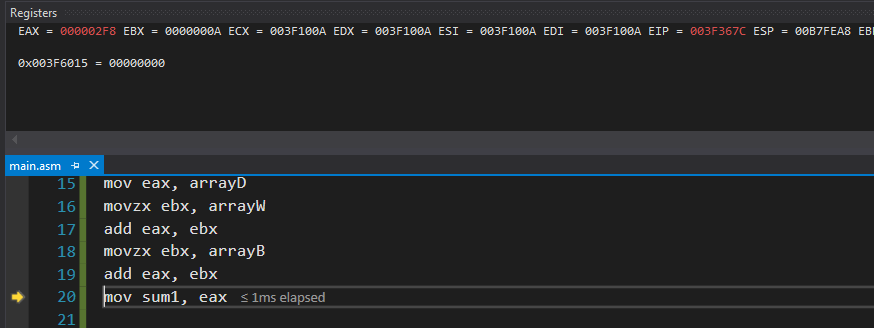 Registers
EAX = 000002F8 EBX = 0000000A ECX = 003F100A EDX = 003F100A ESI = 003F100A EDI = 003F100A EIP = 003F367C ESP = 00B7FEA8 EB
0x003F6015 = 00000000
main.asm
15 mov eax, arrayD
16 movzx ebx, arrayW
17 add eax, ebx
18 movzx ebx, arrayB
19 add eax, ebx
20 mov sum1, eax ≤ 1ms elapsed
21